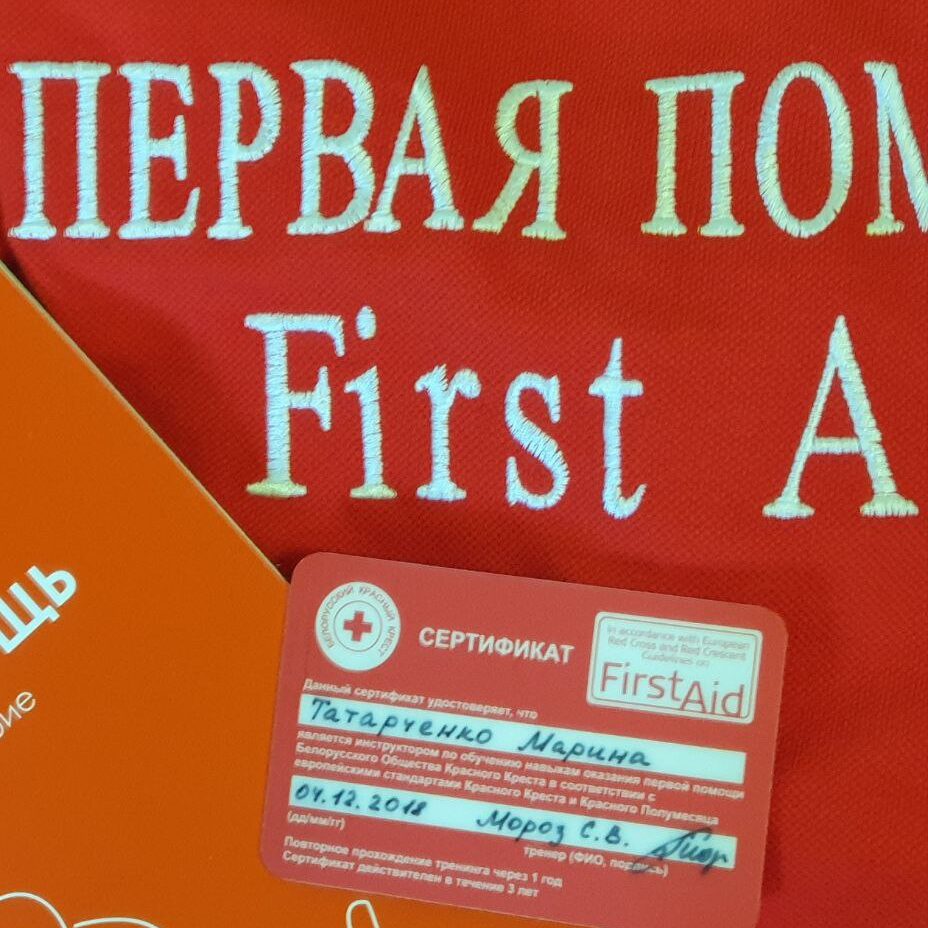 ПЕРВАЯ ПОМ
First A
щь
ие
БЕЛОРУССКИЙ КРАСНЫЙ КРЕСТ
СЕРТИФИКАТ
In accordance with European
Red Cross and Red Crescent
Guidelines on
FirstAid
Данный сертификат удостоверяет, что
Татарченко Марина
является инструктором по обучению навыкам оказания первой помощи
Белорусского Общества Красного Креста в соответствии с
европейскими стандартами Красного Креста и Красного Полумесяца
04.12.2018 Мороз С.В.
(дд/мм/гг) тренер (ФИО, подпись)
Повторное прохождение тренинга через 1 год
Сертификат действителен в течение 3 лет